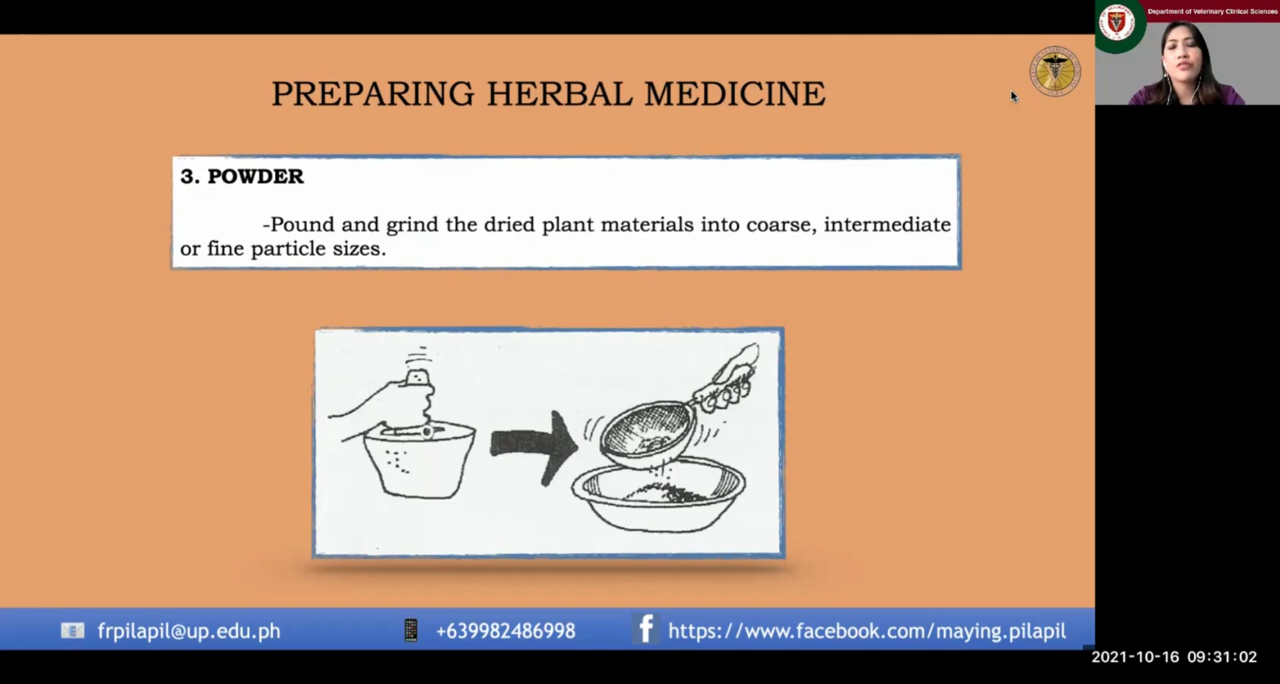 Department of Veterinary Clinical Sciences
PREPARING HERBAL MEDICINE
3. POWDER
-Pound and grind the dried plant materials into coarse, intermediate
or fine particle sizes.
frpilapil@up.edu.ph
+639982486998
https://www.facebook.com/maying.pilapil
2021-10-16 09:31:02